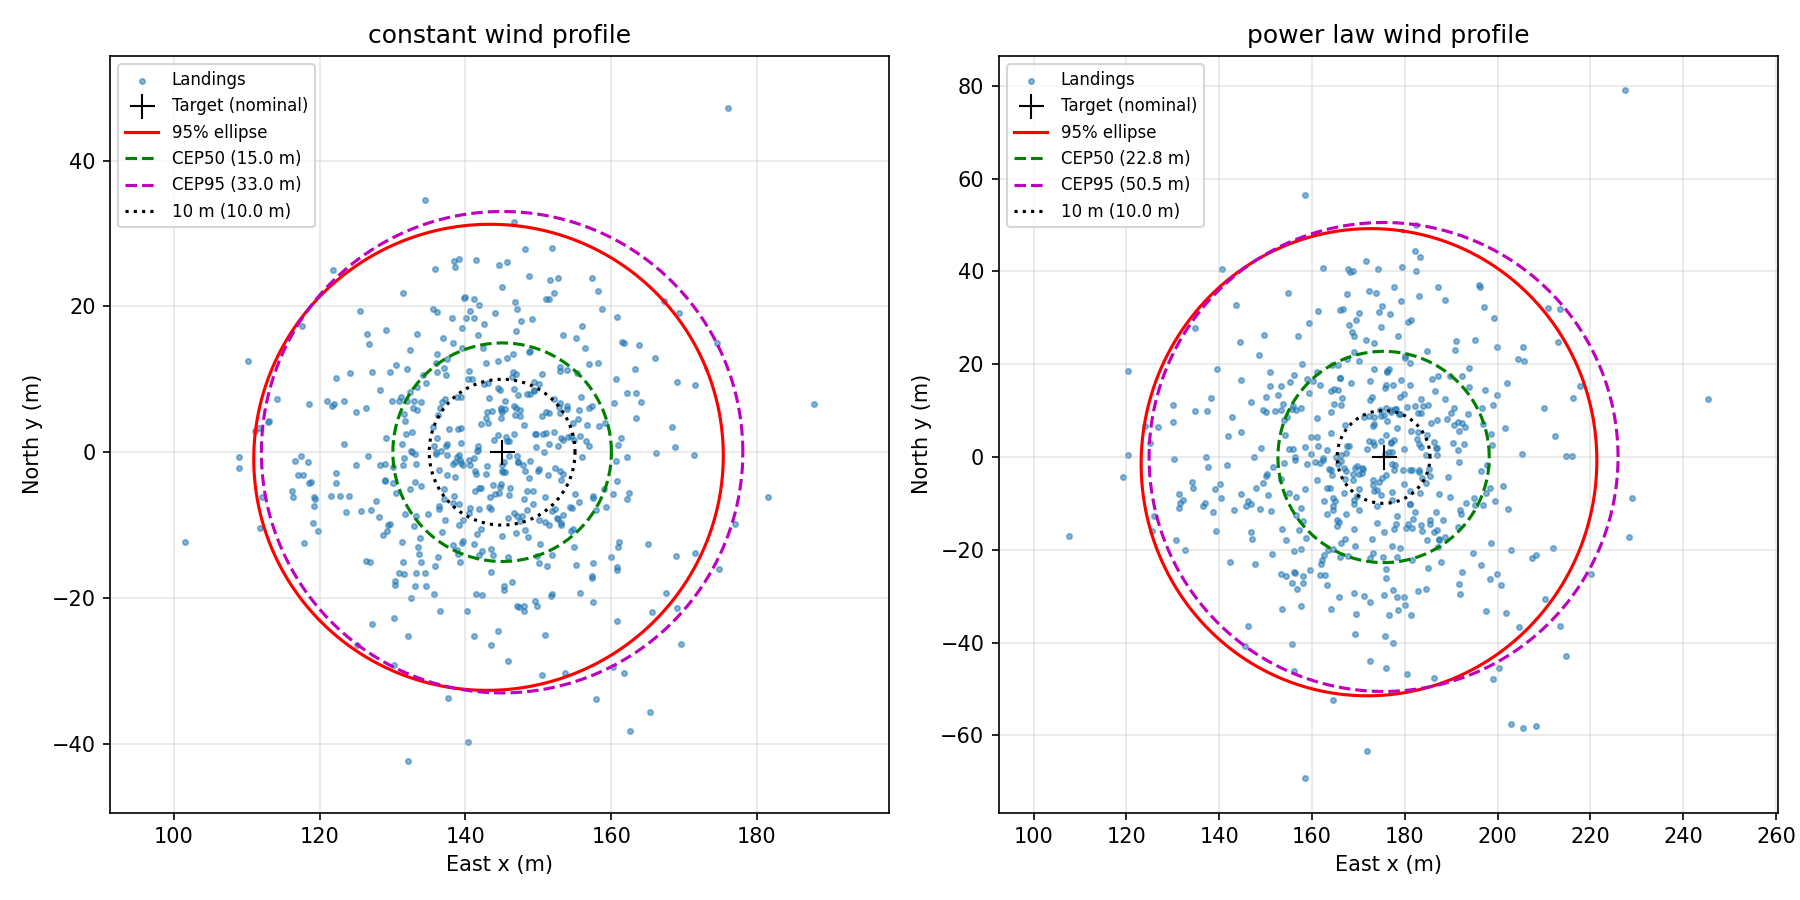 constant wind profile
Landings
Target (nominal)
95% ellipse
CEP50 (15.0 m)
CEP95 (33.0 m)
10 m (10.0 m)
40
20
0
−20
−40
North y (m)
100
120
140
160
180
East x (m)
power law wind profile
Landings
Target (nominal)
95% ellipse
CEP50 (22.8 m)
CEP95 (50.5 m)
10 m (10.0 m)
80
60
40
20
0
−20
−40
−60
North y (m)
100
120
140
160
180
200
220
240
260
East x (m)